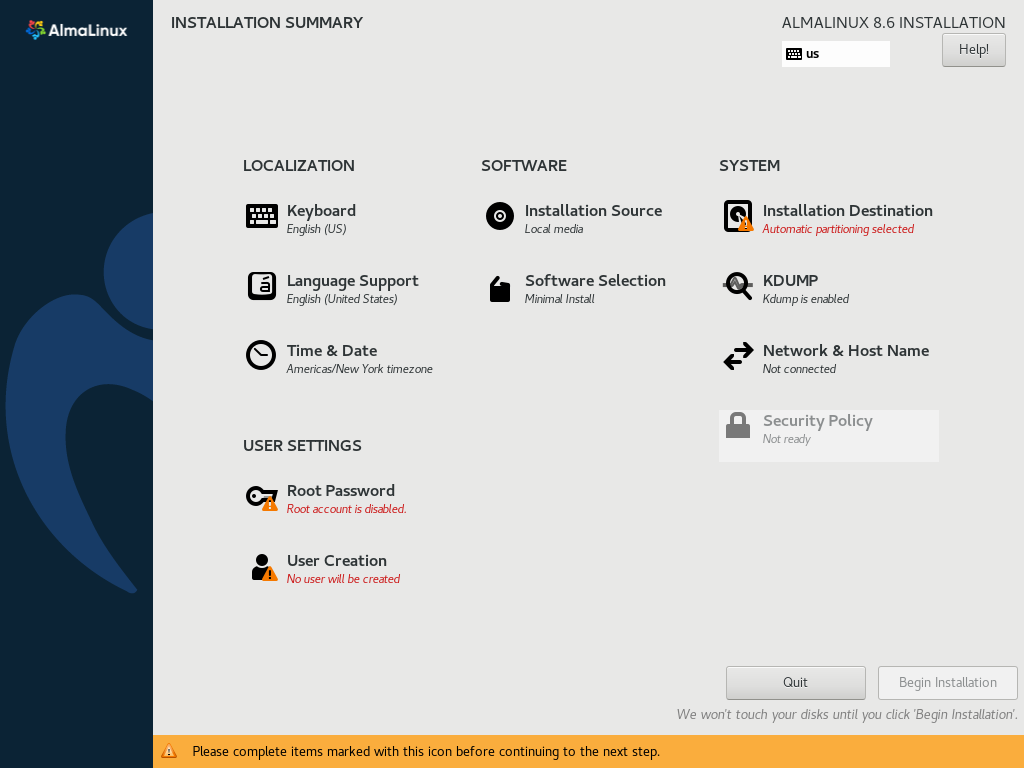 AlmaLinux
INSTALLATION SUMMARY
ALMALINUX 8.6 INSTALLATION
us
Help!
LOCALIZATION
Keyboard
English (US)
Language Support
English (United States)
Time & Date
Americas/New York timezone
SOFTWARE
Installation Source
Local media
Software Selection
Minimal Install
SYSTEM
Installation Destination
Automatic partitioning selected
KDUMP
Kdump is enabled
Network & Host Name
Not connected
Security Policy
Not ready
USER SETTINGS
Root Password
Root account is disabled.
User Creation
No user will be created
Quit
Begin Installation
We won't touch your disks until you click 'Begin Installation'.
Please complete items marked with this icon before continuing to the next step.